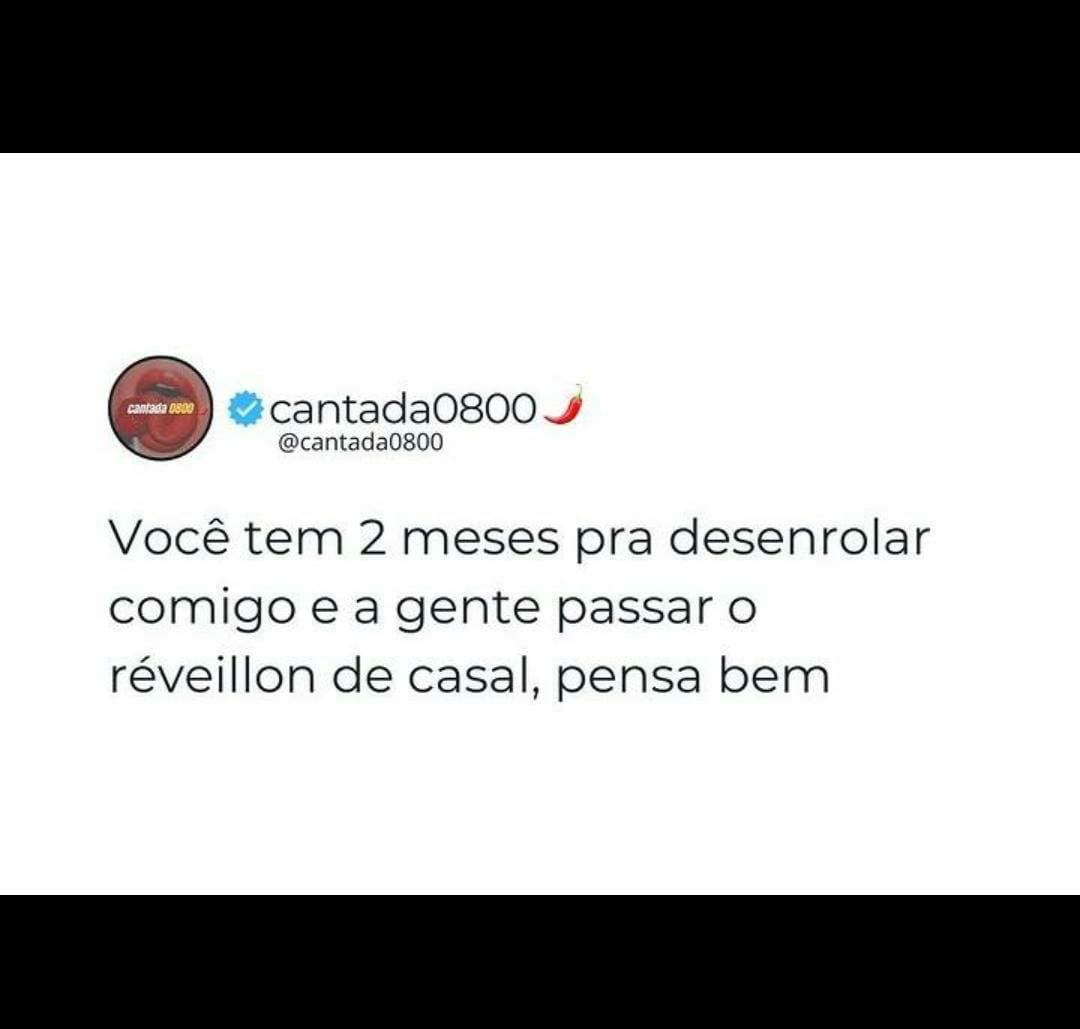 cantada 0800
cantada0800
@cantada0800
Você tem 2 meses pra desenrolar
comigo e a gente passar o
réveillon de casal, pensa bem